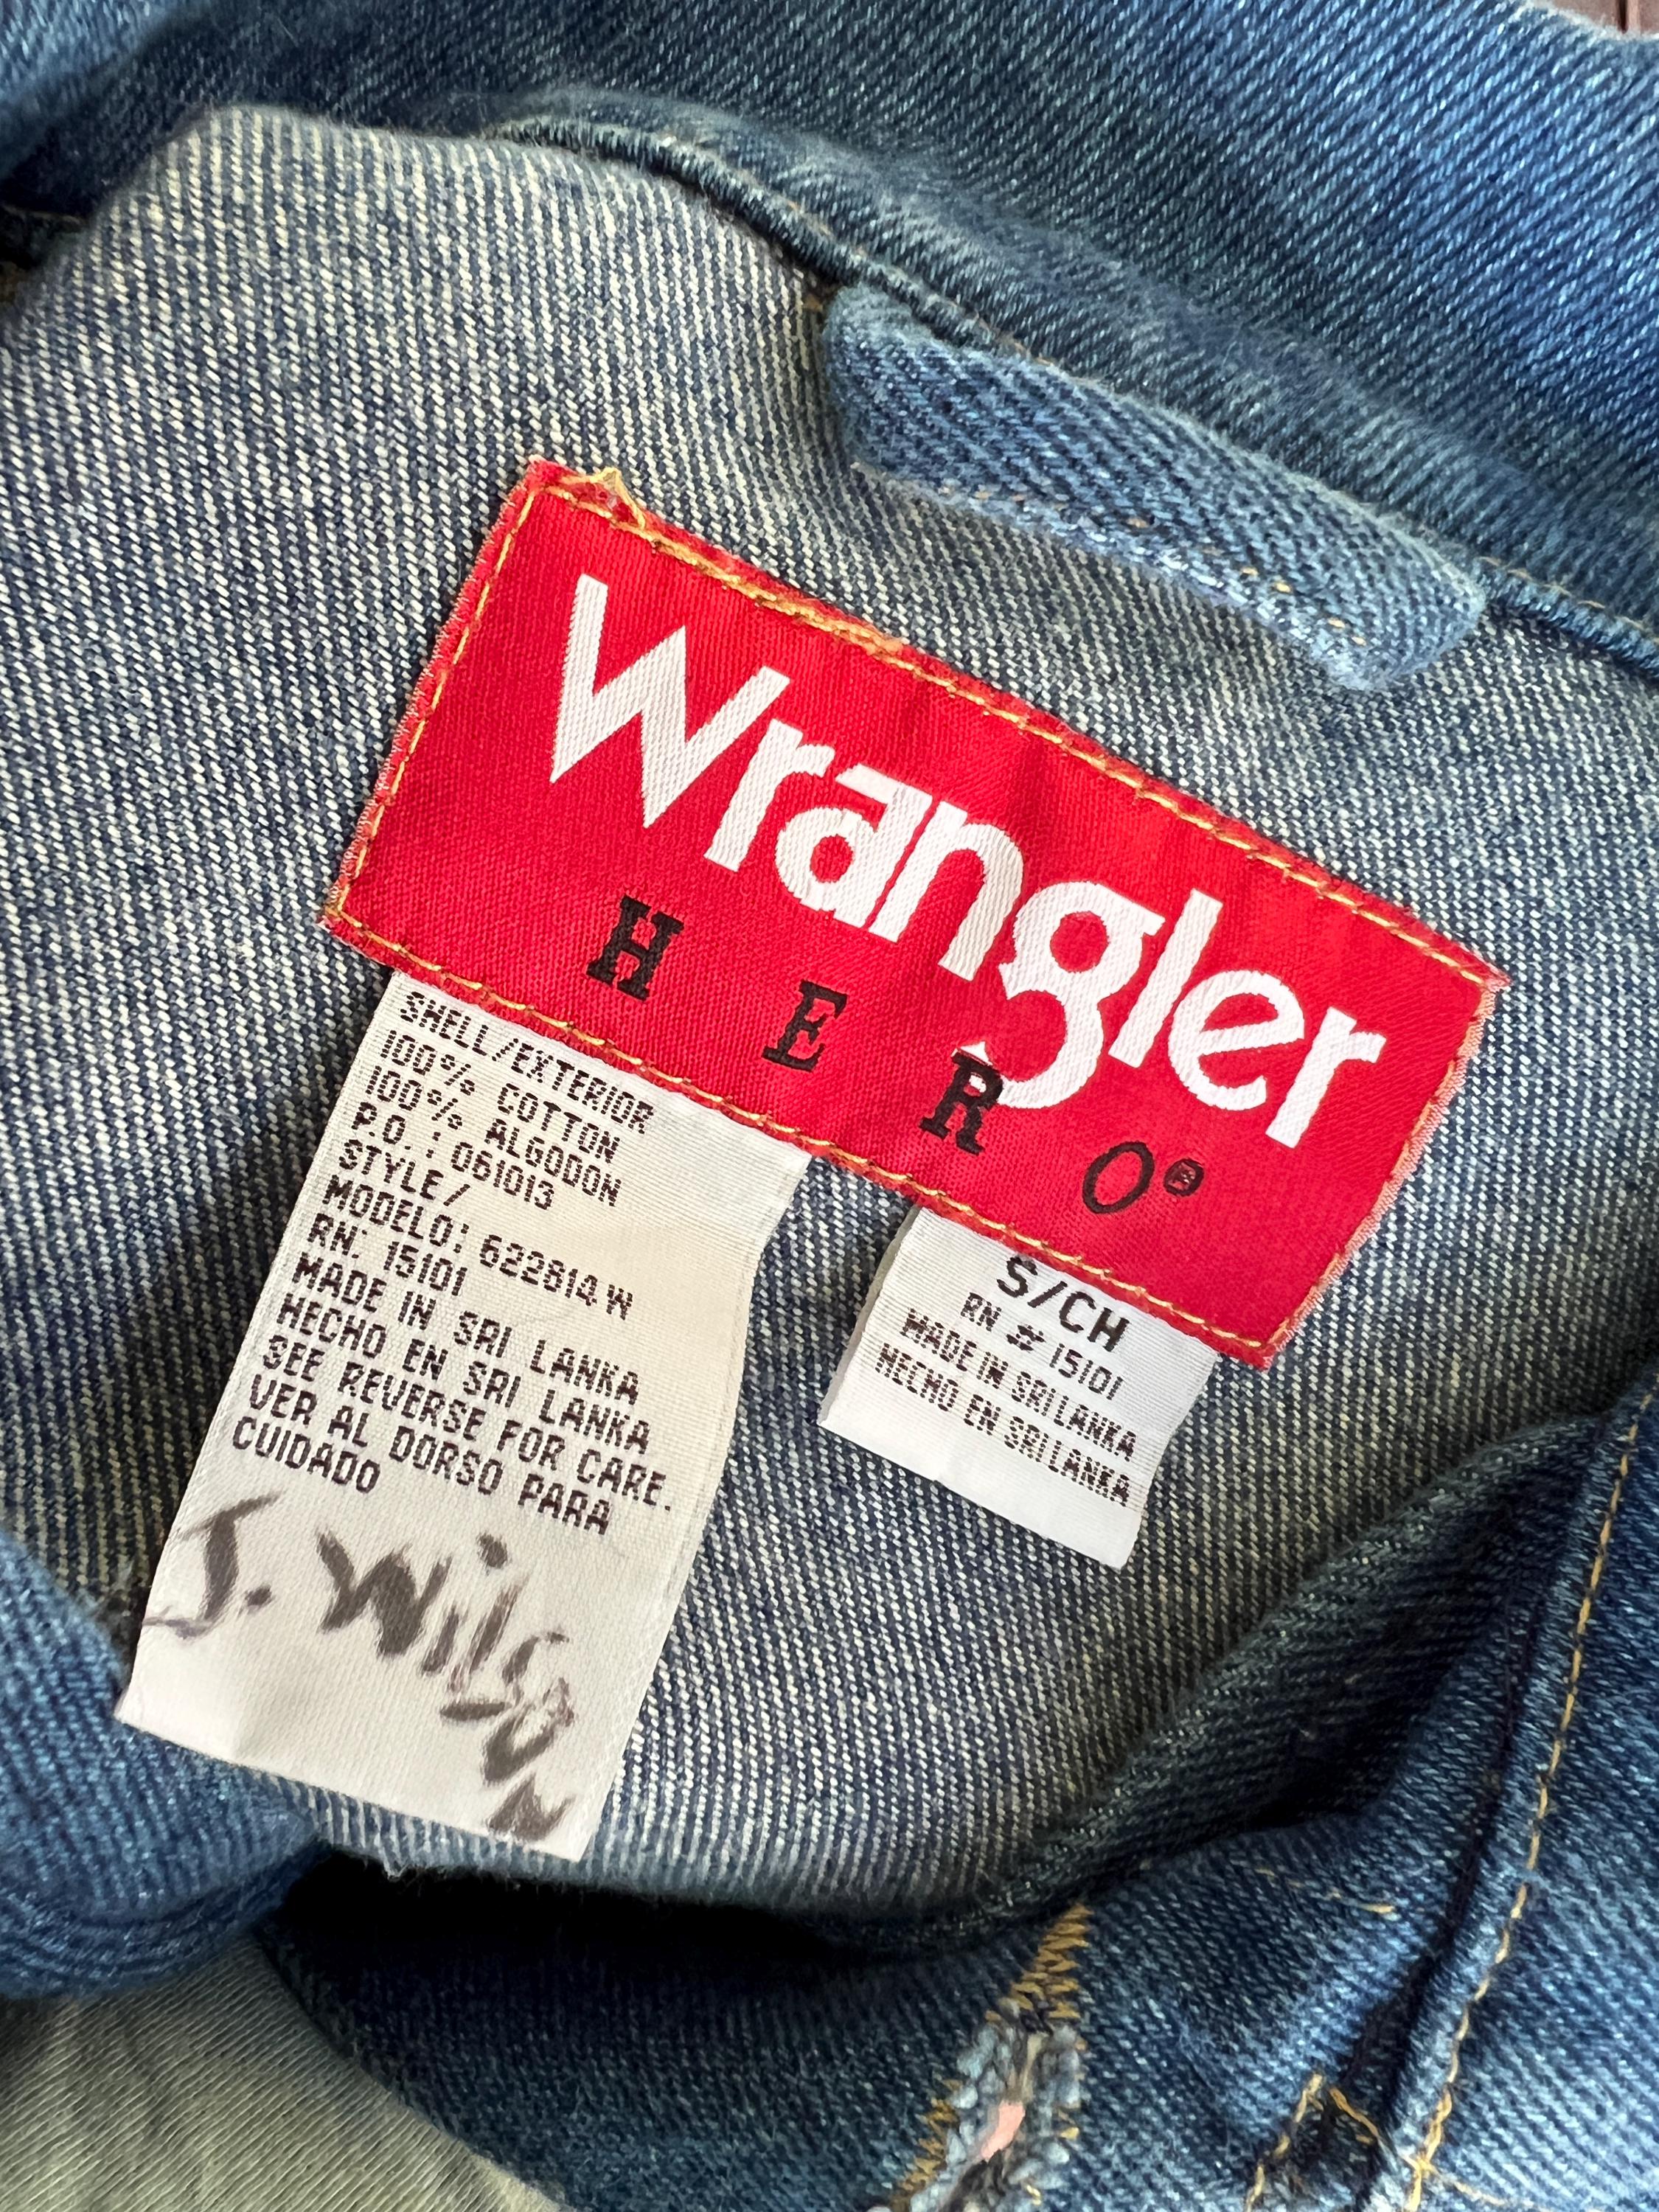 Wrangler
HERO®
SHELL/EXTERIOR
100% COTTON
100% ALGODON
P.O. : 061013
STYLE/
MODELO: 622814W
RN: 15101
MADE IN SRI LANKA
HECHO EN SRI LANKA
SEE REVERSE FOR CARE.
VER AL DORSO PARA
CUIDADO
J. Wilson
S/CH
RN # 15101
MADE IN SRI LANKA
HECHO EN SRI LANKA